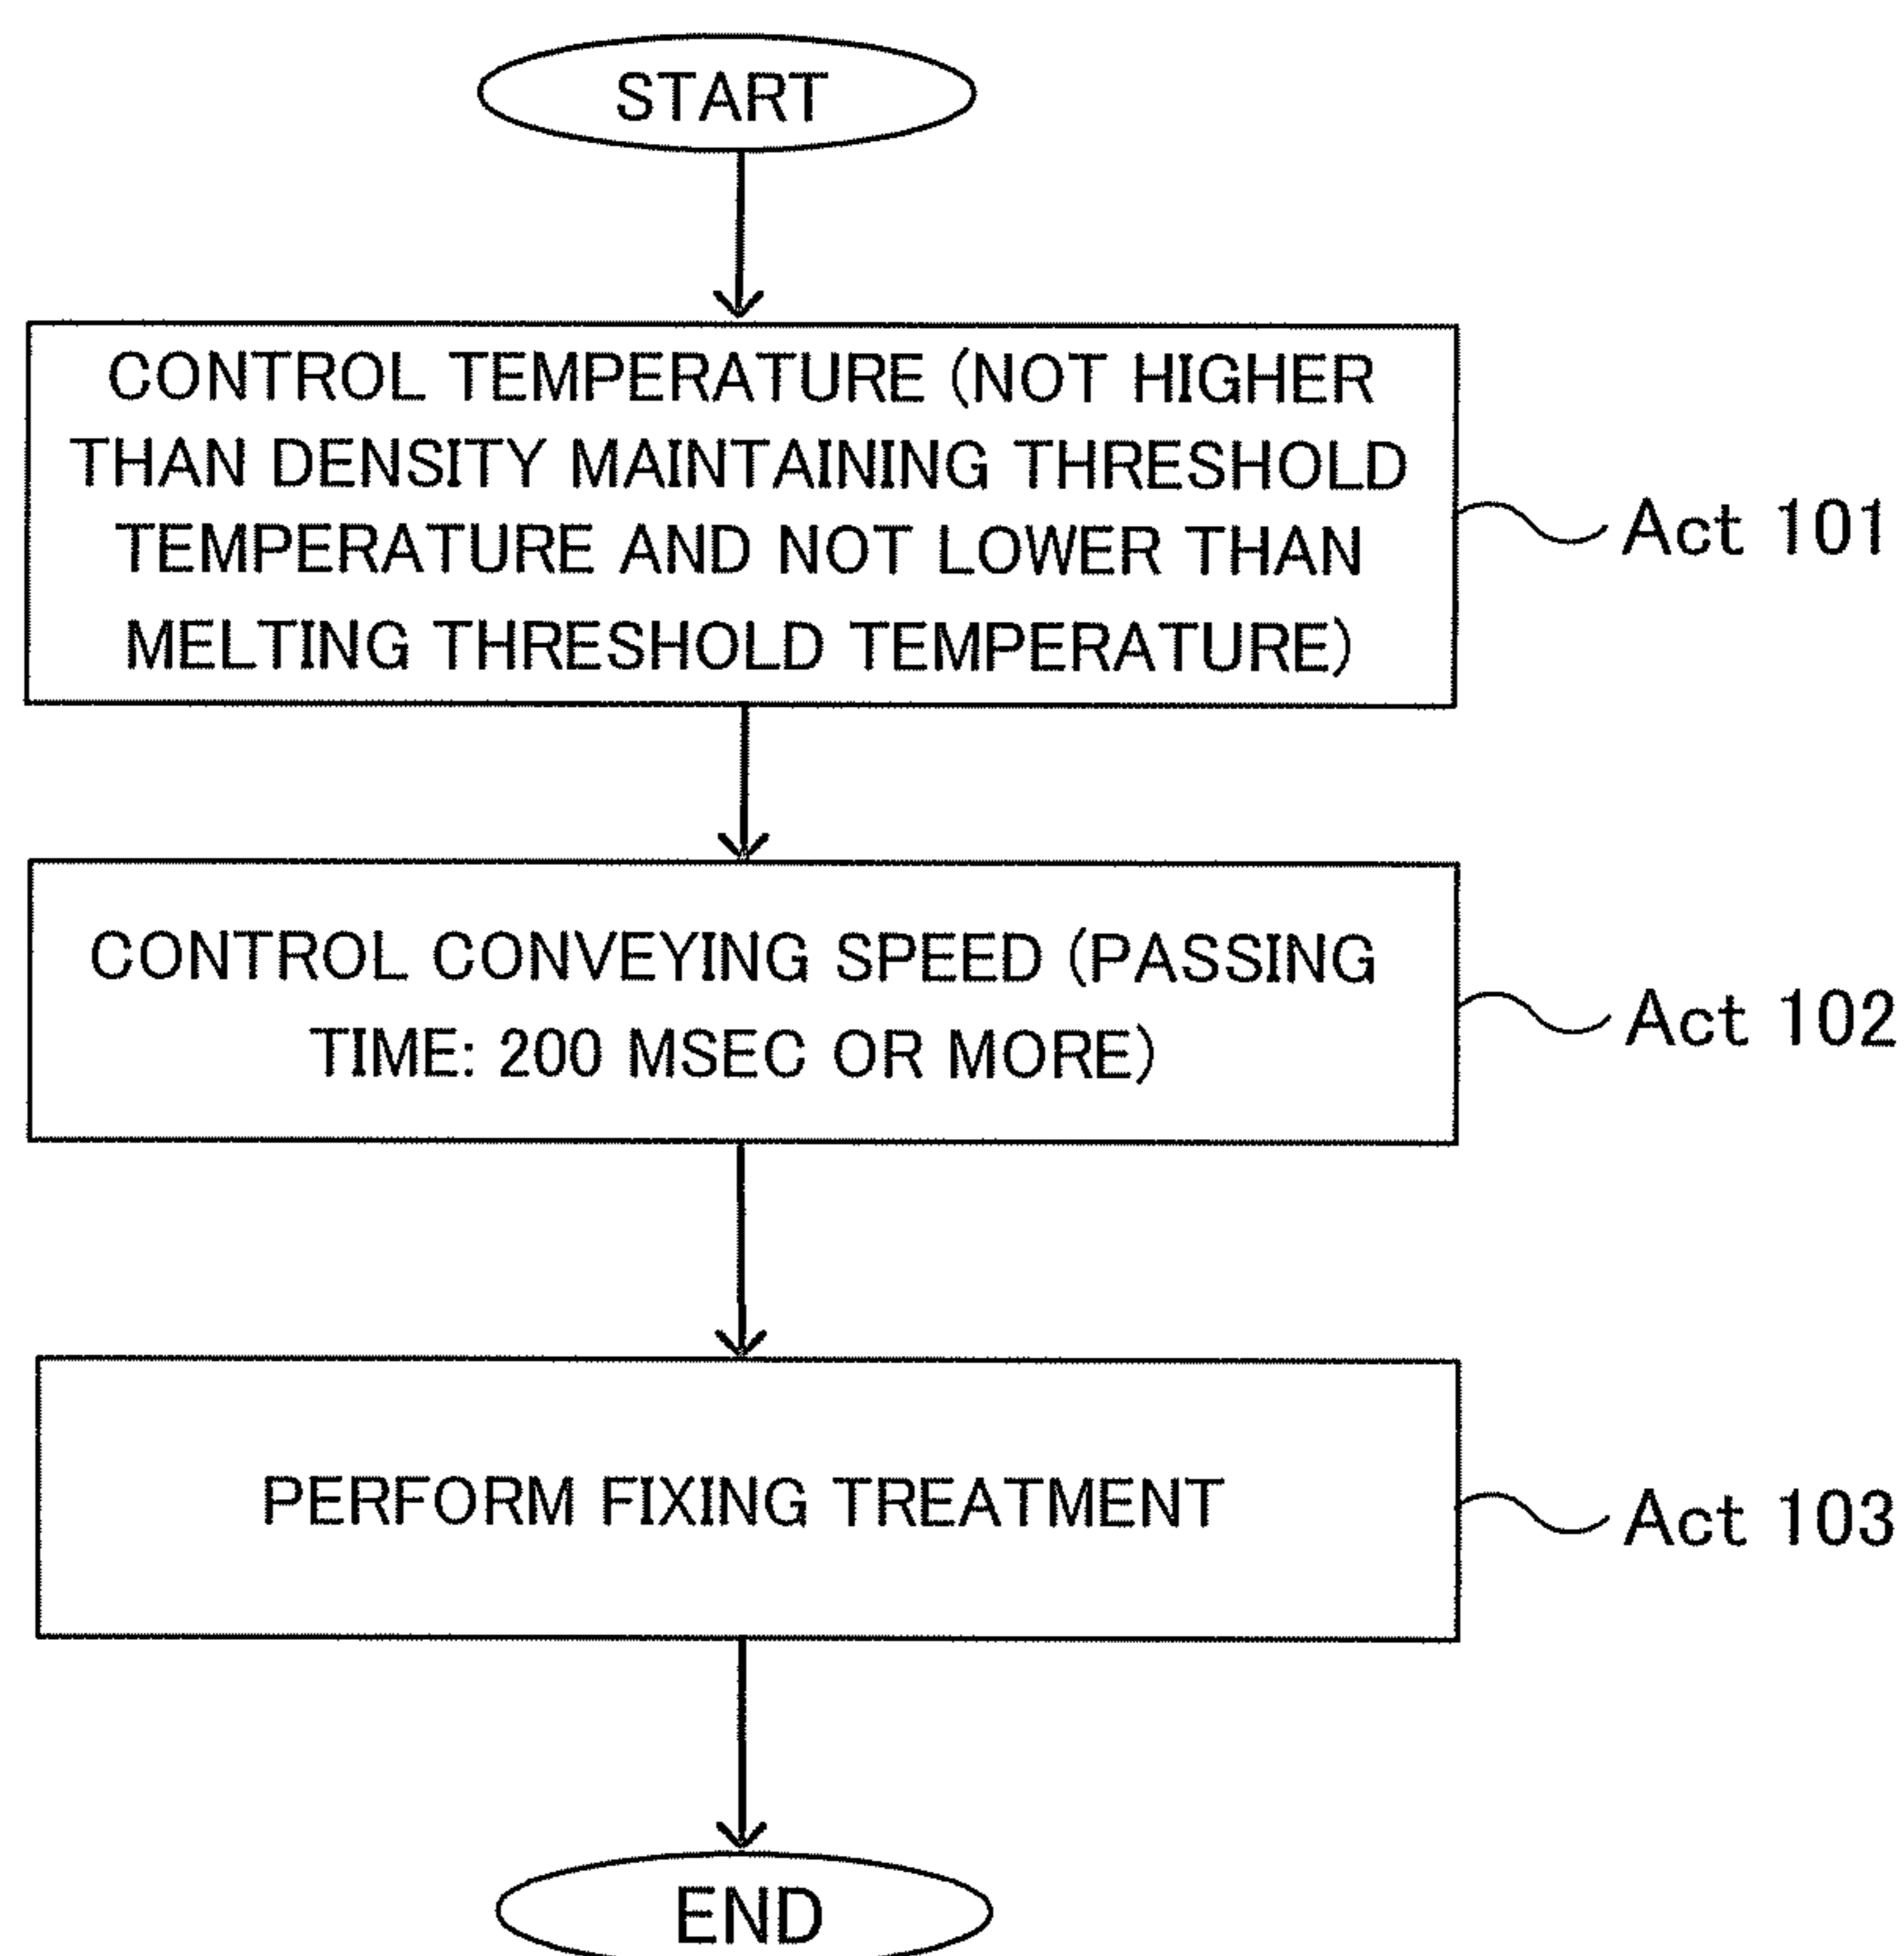 START
CONTROL TEMPERATURE (NOT HIGHER
THAN DENSITY MAINTAINING THRESHOLD
TEMPERATURE AND NOT LOWER THAN
MELTING THRESHOLD TEMPERATURE)
Act 101
CONTROL CONVEYING SPEED (PASSING
TIME: 200 MSEC OR MORE)
Act 102
PERFORM FIXING TREATMENT
Act 103
END